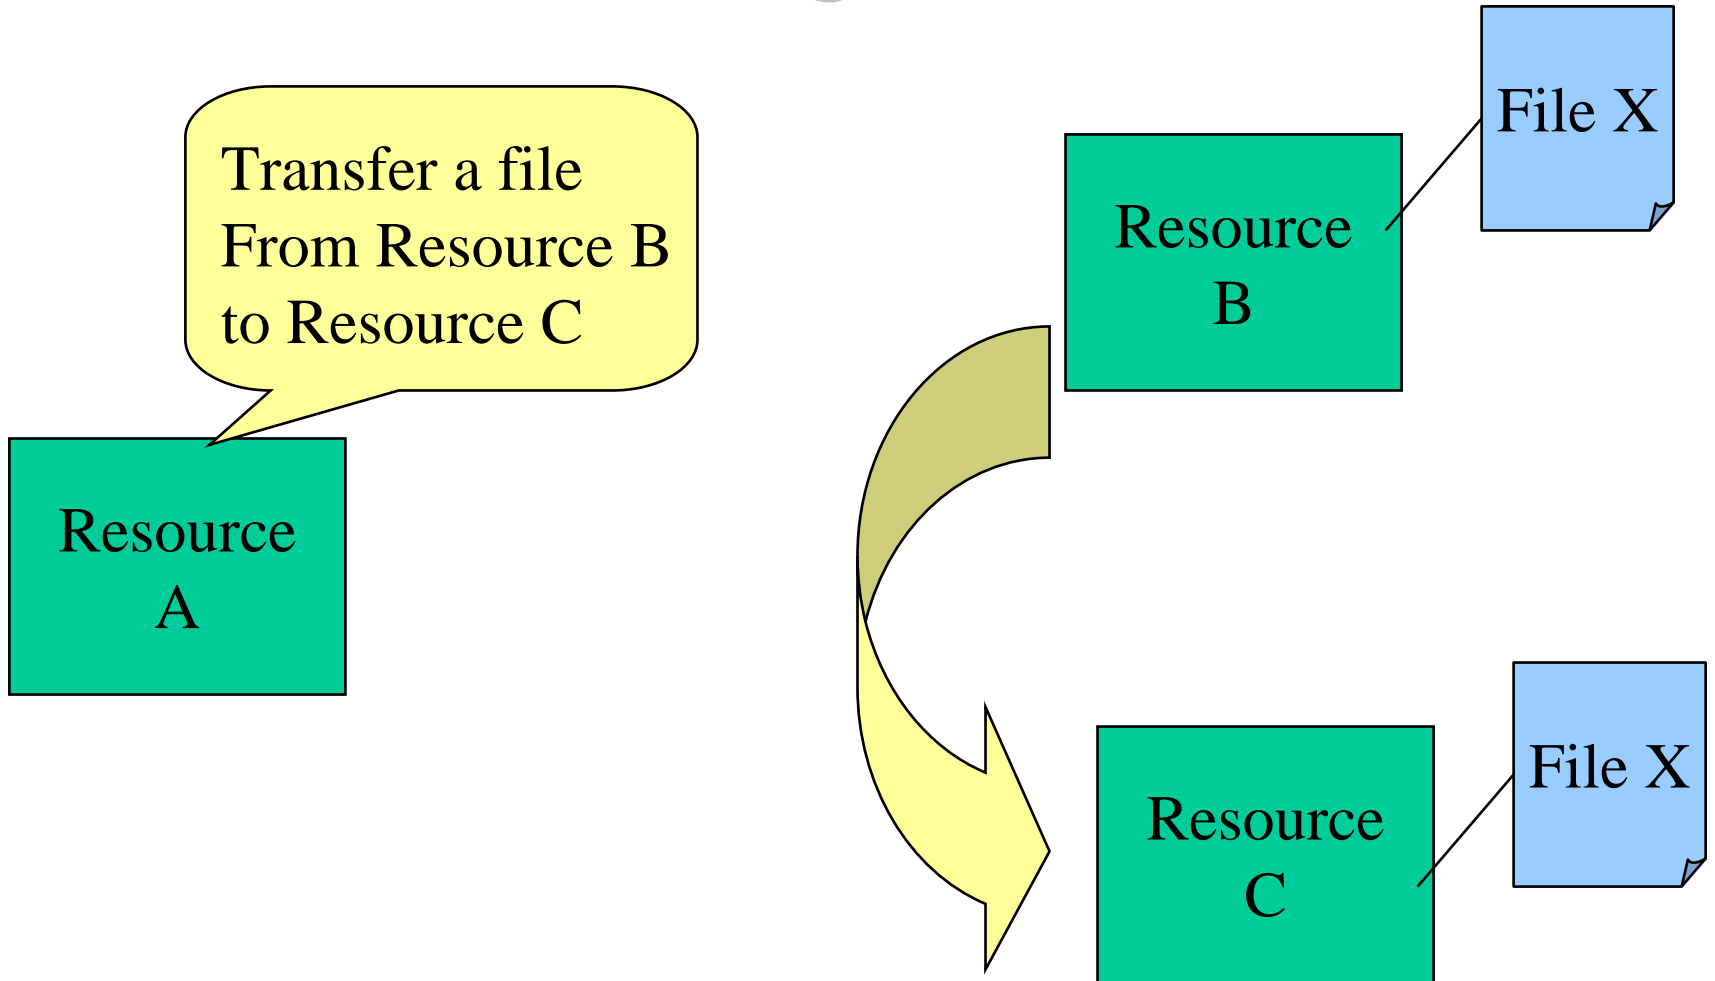 Transfer a file
From Resource B
to Resource C
Resource
A
Resource
B
File X
Resource
C
File X